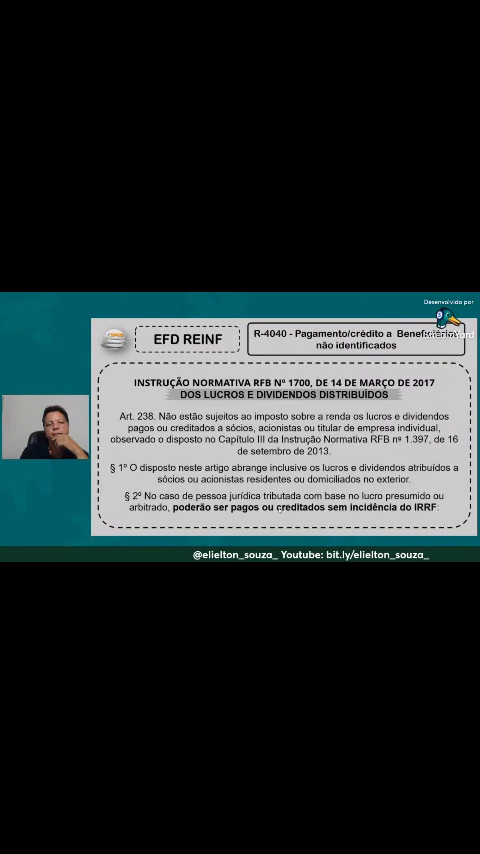 Desenvolvido por
EFD REINF
R-4040 - Pagamento/crédito a
não identificados
INSTRUÇÃO NORMATIVA RFB Nº 1700, DE 14 DE MARÇO DE 2017
DOS LUCROS E DIVIDENDOS DISTRIBUÍDOS
Art. 238. Não estão sujeitos ao imposto sobre a renda os lucros e dividendos
pagos ou creditados a sócios, acionistas ou titular de empresa individual,
observado o disposto no Capítulo III da Instrução Normativa RFB nº 1.397, de 16
de setembro de 2013.
§ 1º O disposto neste artigo abrange inclusive os lucros e dividendos atribuídos a
sócios ou acionistas residentes ou domiciliados no exterior.
§ 2º No caso de pessoa jurídica tributada com base no lucro presumido ou
arbitrado, poderão ser pagos ou creditados sem incidência do IRRF:
@elielton_souza_ Youtube: bit.ly/elielton_souza_